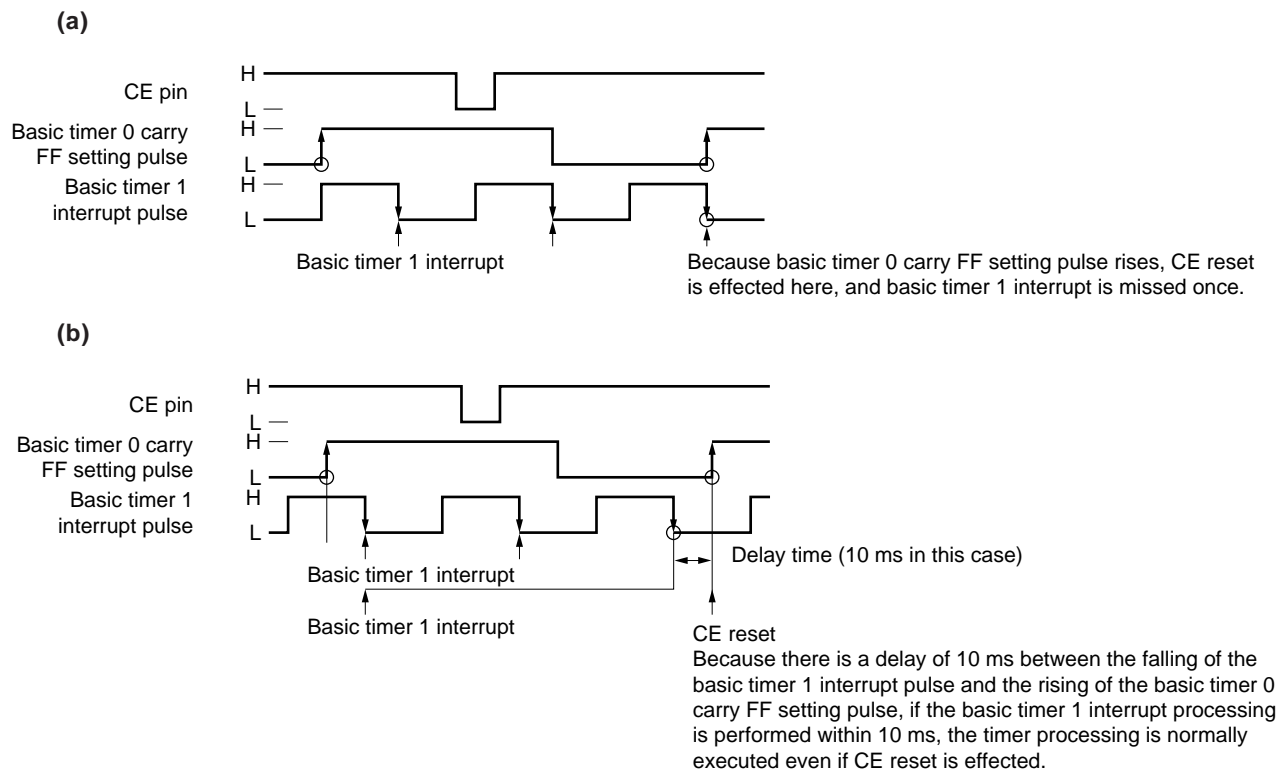 (a)
H
CE pin
L
Basic timer 0 carry
H
FF setting pulse
L
Basic timer 1
H
interrupt pulse
L
Basic timer 1 interrupt
Because basic timer 0 carry FF setting pulse rises, CE reset
is effected here, and basic timer 1 interrupt is missed once.
(b)
H
CE pin
L
Basic timer 0 carry
H
FF setting pulse
L
Basic timer 1
H
interrupt pulse
L
Delay time (10 ms in this case)
Basic timer 1 interrupt
Basic timer 1 interrupt
CE reset
Because there is a delay of 10 ms between the falling of the
basic timer 1 interrupt pulse and the rising of the basic timer 0
carry FF setting pulse, if the basic timer 1 interrupt processing
is performed within 10 ms, the timer processing is normally
executed even if CE reset is effected.